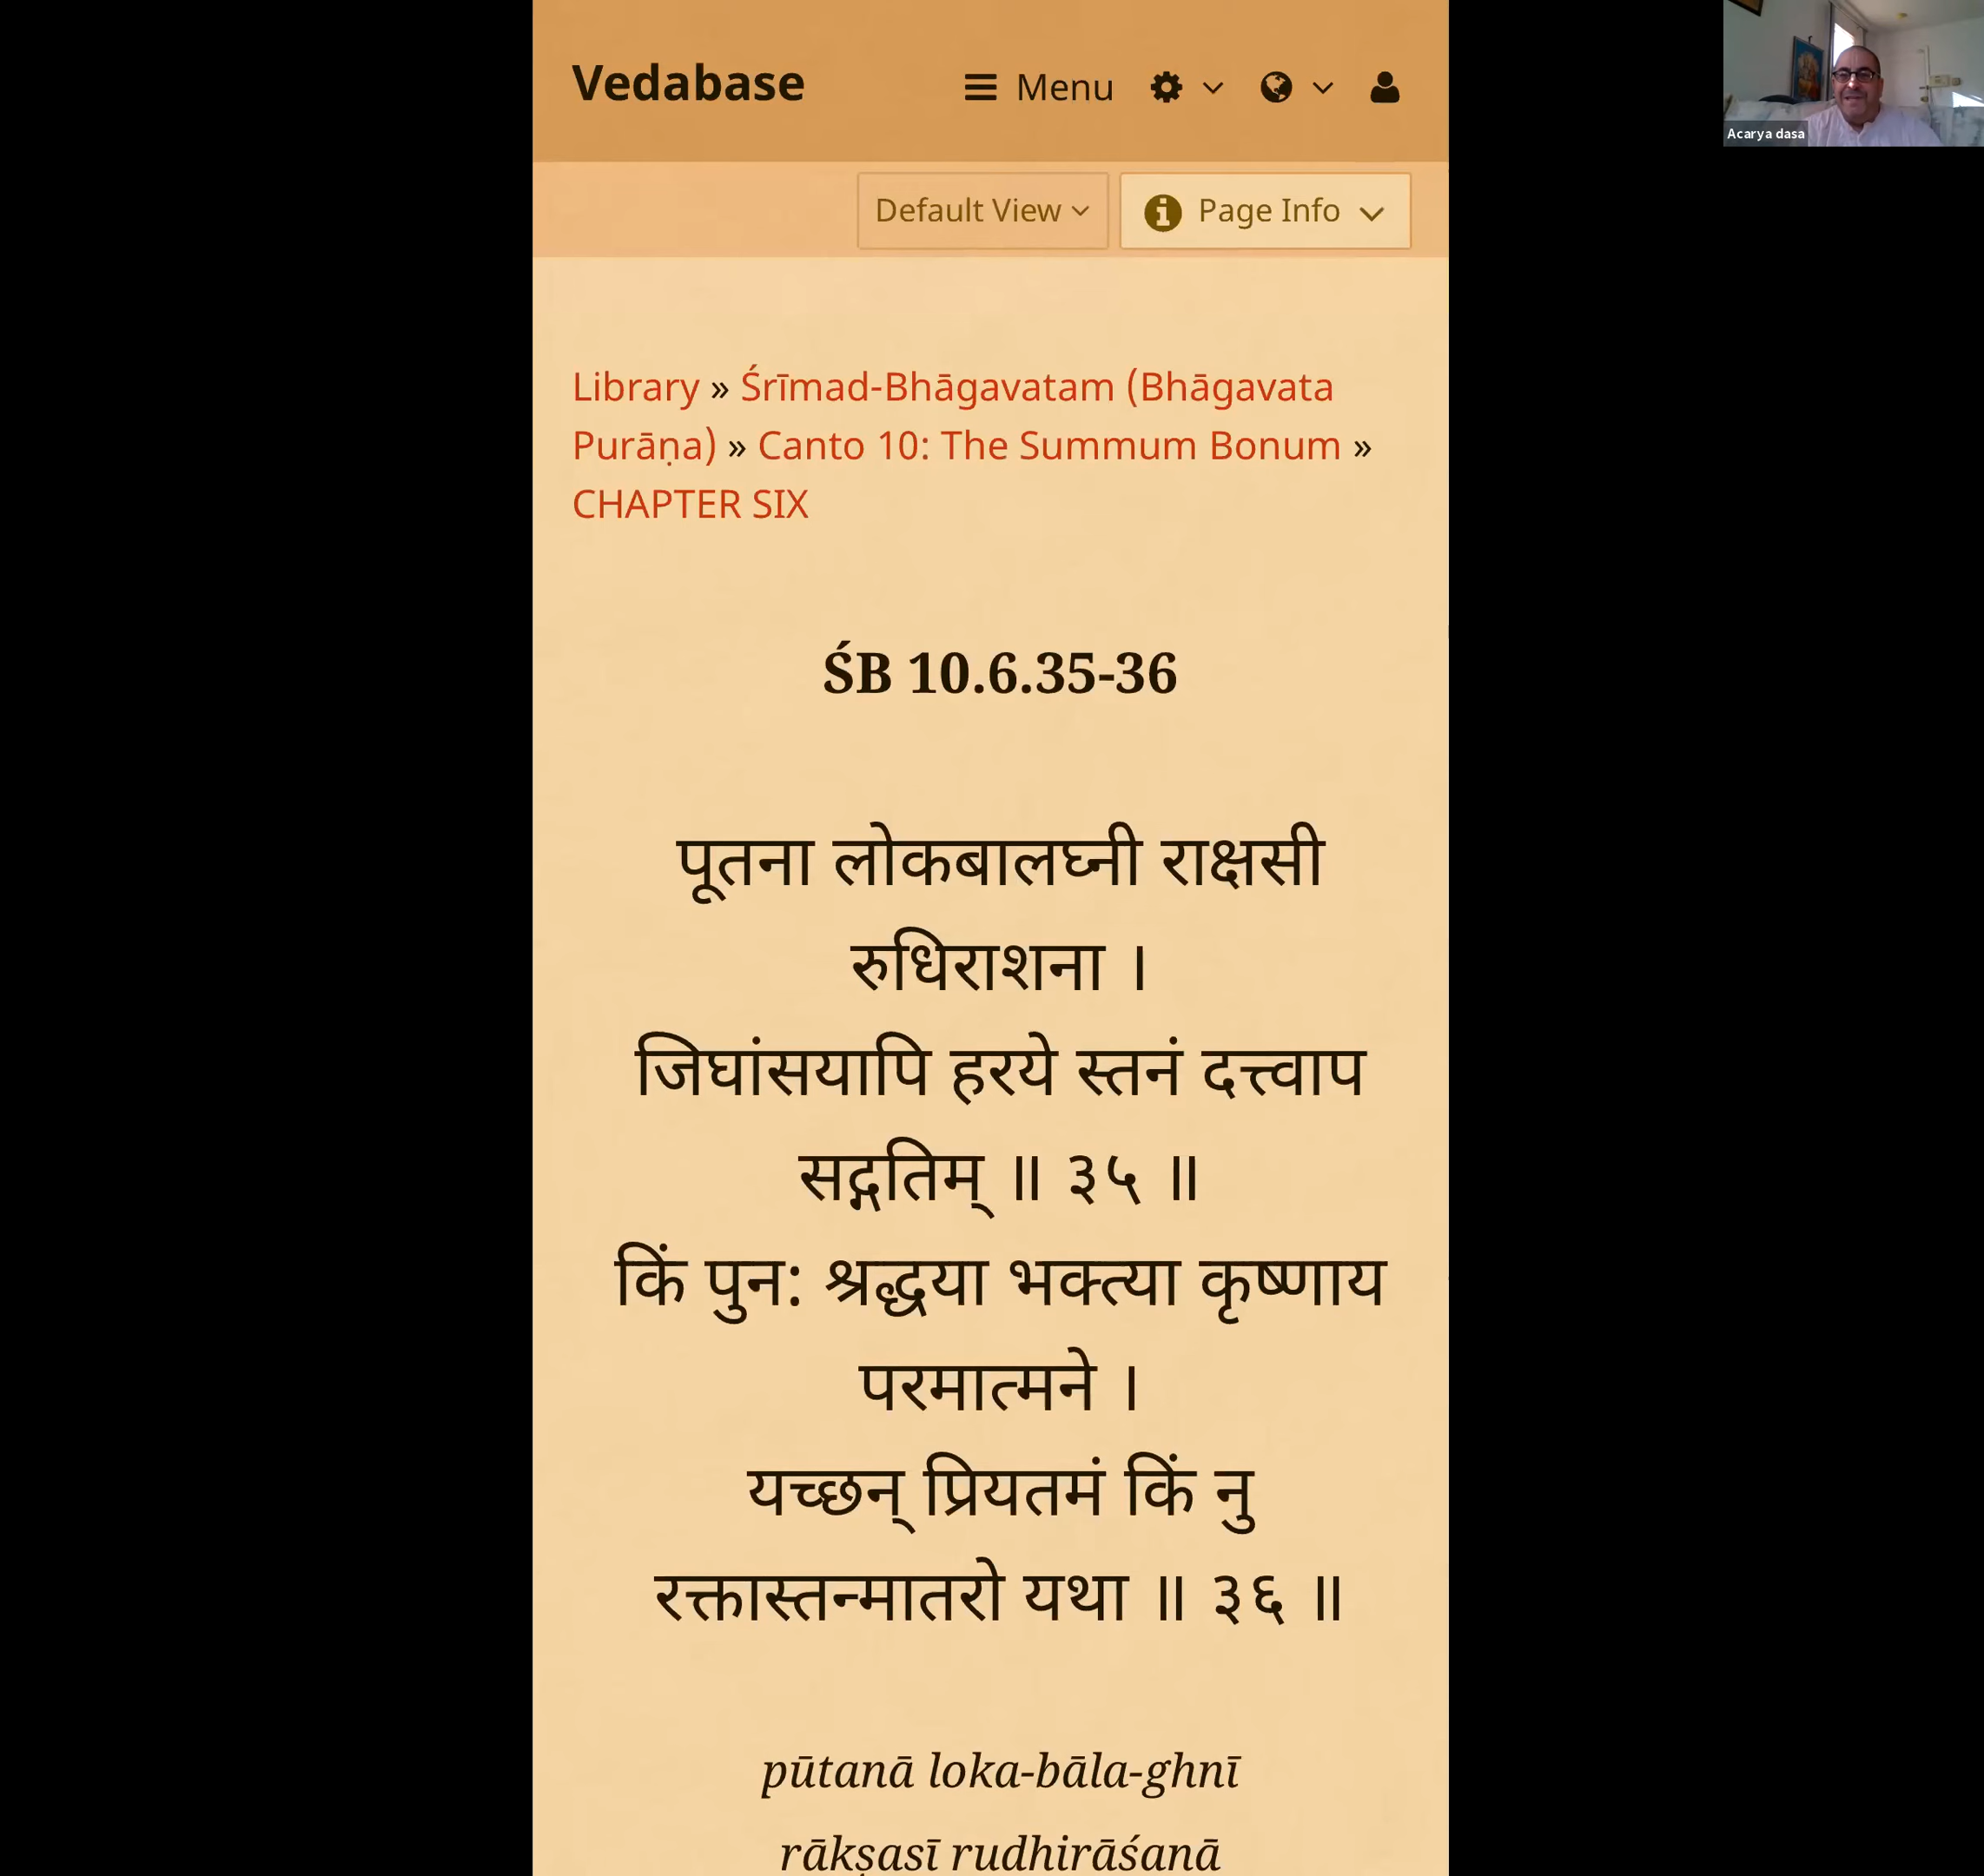 Vedabase
Menu
Acarya dasa
Default View
Page Info
Library » Śrīmad-Bhāgavatam (Bhāgavata
Purāṇa) » Canto 10: The Summum Bonum »
CHAPTER SIX
ŚB 10.6.35-36
पूतना लोकबालघ्नी राक्षसी
रुधिराशना ।
जिघांसयापि हरये स्तनं दत्त्वाप
सद्गतिम् ॥ ३५ ॥
किं पुन: श्रद्धया भक्त्या कृष्णाय
परमात्मने ।
यच्छन् प्रियतमं किं नु
रक्तास्तन्मातरो यथा ॥ ३६ ॥
pūtanā loka-bāla-ghnī
rākṣasī rudhirāśanā